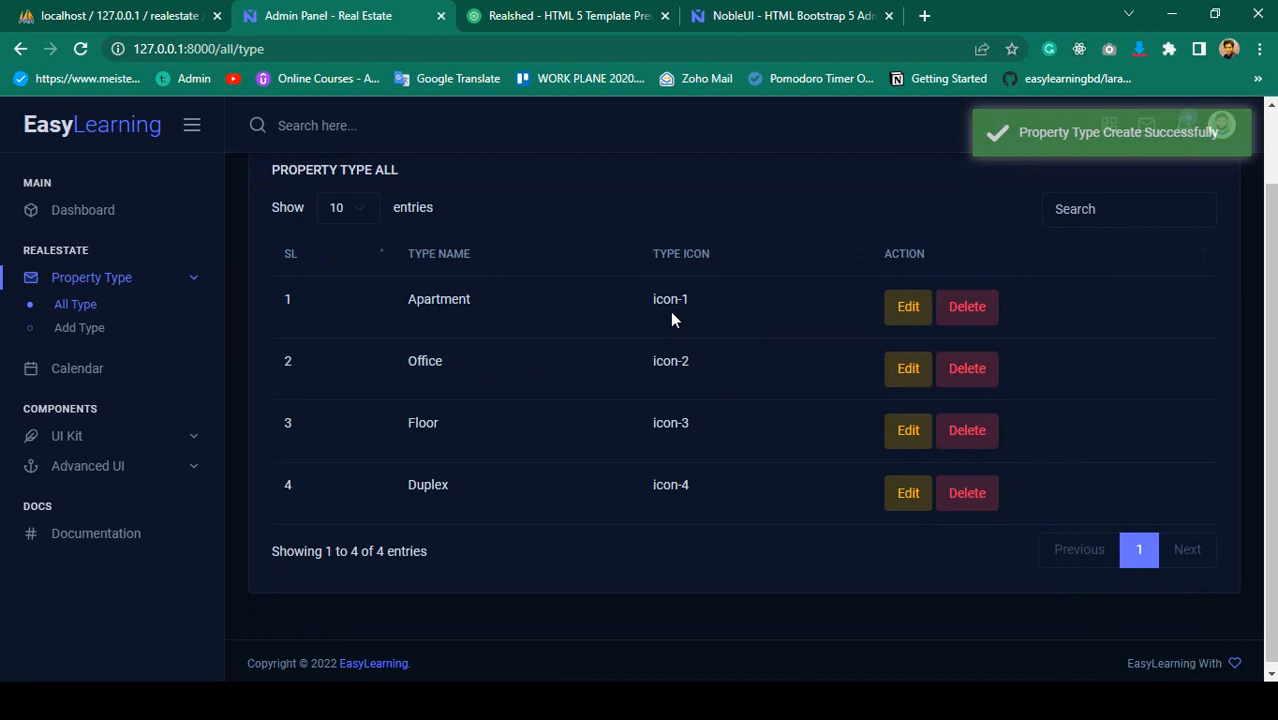 localhost / 127.0.0.1 / realestate /
Admin Panel - Real Estate
Realshed - HTML 5 Template Pre
NobleUI - HTML Bootstrap 5 Adm
127.0.0.1:8000/all/type
https://www.meiste...
Admin
Online Courses - A...
Google Translate
WORK PLANE 2020....
Zoho Mail
Pomodoro Timer O...
Getting Started
easylearningbd/lara...
»
EasyLearning
Search here...
Property Type Create Successfully
MAIN
Dashboard
REALESTATE
Property Type
All Type
Add Type
Calendar
COMPONENTS
UI Kit
Advanced UI
DOCS
# Documentation
PROPERTY TYPE ALL
Show 10 entries
Search
SL TYPE NAME TYPE ICON ACTION
1 Apartment icon-1 Edit Delete
2 Office icon-2 Edit Delete
3 Floor icon-3 Edit Delete
4 Duplex icon-4 Edit Delete
Showing 1 to 4 of 4 entries
Previous 1 Next
Copyright © 2022 EasyLearning.
EasyLearning With